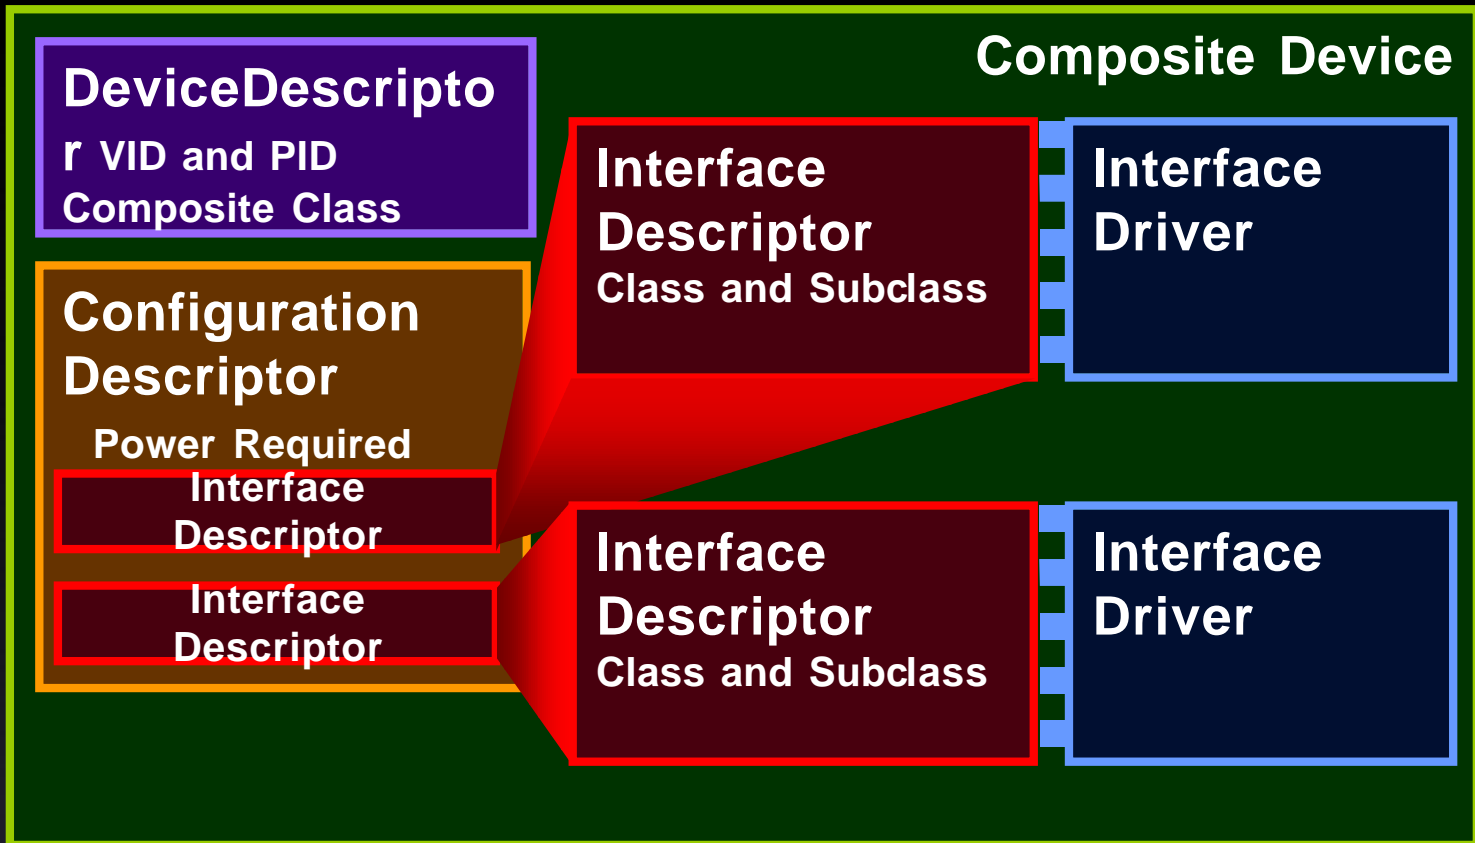 Composite Device
DeviceDescripto
r VID and PID
Composite Class
Configuration
Descriptor
Power Required
Interface
Descriptor
Interface
Descriptor
Interface
Descriptor
Class and Subclass
Interface
Driver
Interface
Descriptor
Class and Subclass
Interface
Driver